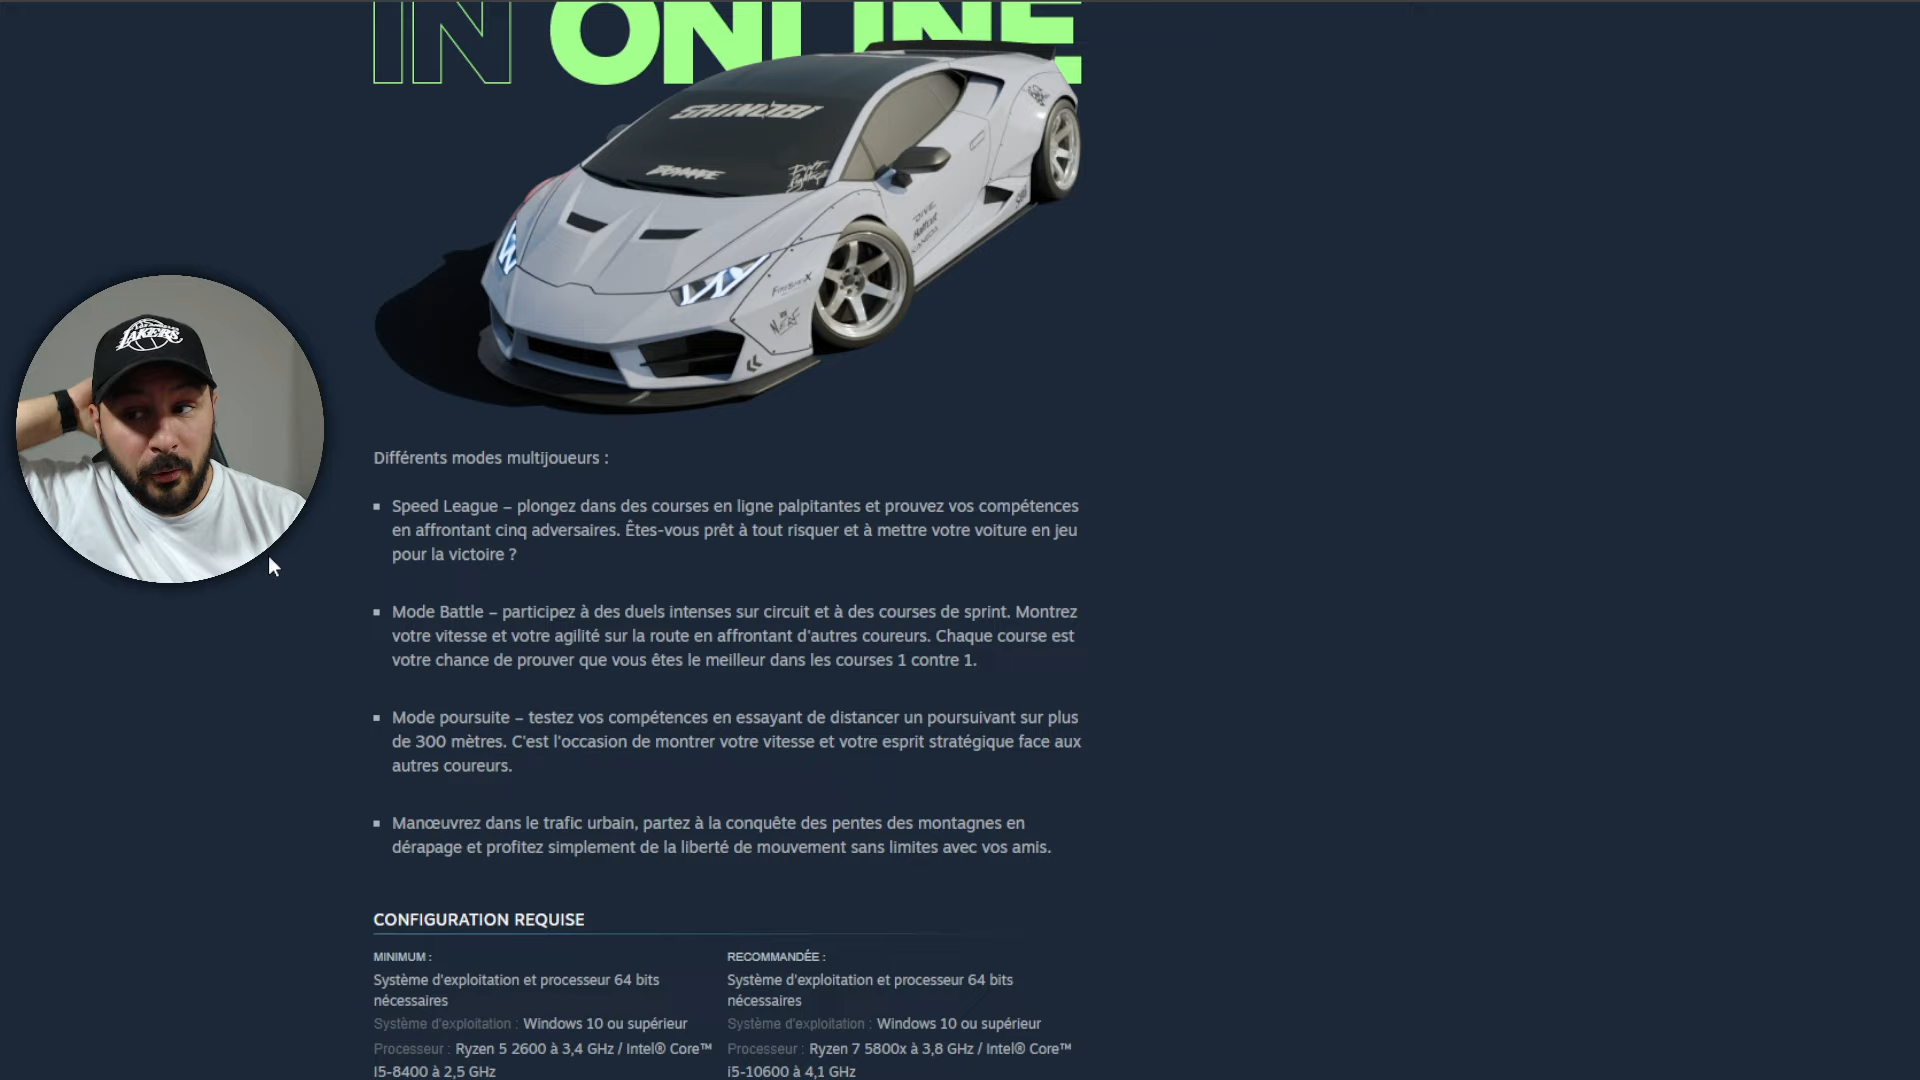 IN ONLINE
SHINOBI
LOS ANGELES
LAKERS
Différents modes multijoueurs :
▪ Speed League – plongez dans des courses en ligne palpitantes et prouvez vos compétences
en affrontant cinq adversaires. Êtes-vous prêt à tout risquer et à mettre votre voiture en jeu
pour la victoire ?
▪ Mode Battle – participez à des duels intenses sur circuit et à des courses de sprint. Montrez
votre vitesse et votre agilité sur la route en affrontant d'autres coureurs. Chaque course est
votre chance de prouver que vous êtes le meilleur dans les courses 1 contre 1.
▪ Mode poursuite – testez vos compétences en essayant de distancer un poursuivant sur plus
de 300 mètres. C'est l'occasion de montrer votre vitesse et votre esprit stratégique face aux
autres coureurs.
▪ Manœuvrez dans le trafic urbain, partez à la conquête des pentes des montagnes en
dérapage et profitez simplement de la liberté de mouvement sans limites avec vos amis.
CONFIGURATION REQUISE
MINIMUM :
Système d'exploitation et processeur 64 bits
nécessaires
Système d'exploitation : Windows 10 ou supérieur
Processeur : Ryzen 5 2600 à 3,4 GHz / Intel® Core™
I5-8400 à 2,5 GHz
RECOMMANDÉE :
Système d'exploitation et processeur 64 bits
nécessaires
Système d'exploitation : Windows 10 ou supérieur
Processeur : Ryzen 7 5800x à 3,8 GHz / Intel® Core™
i5-10600 à 4,1 GHz